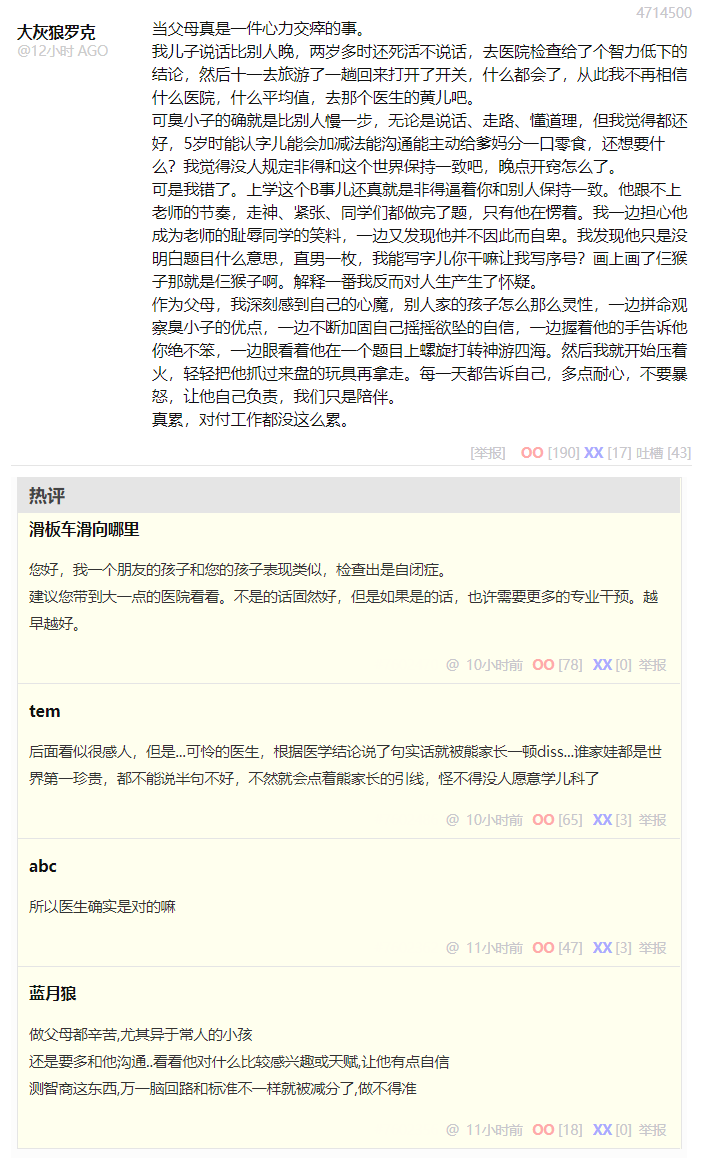 4714500
大灰狼罗克
@12小时 AGO
当父母真是一件心力交瘁的事。
我儿子说话比别人晚，两岁多时还死活不说话，去医院检查给了个智力低下的
结论，然后十一去旅游了一趟回来打开了开关，什么都会了，从此我不再相信
什么医院，什么平均值，去那个医生的黄儿吧。
可臭小子的确就是比别人慢一步，无论是说话、走路、懂道理，但我觉得都还
好，5岁时能认字儿能会加减法能沟通能主动给爹妈分一口零食，还想要什
么？我觉得没人规定非得和这个世界保持一致吧，晚点开窍怎么了。
可是我错了。上学这个B事儿还真就是非得逼着你和别人保持一致。他跟不上
老师的节奏，走神、紧张、同学们都做完了题，只有他在愣着。我一边担心他
成为老师的耻辱同学的笑料，一边又发现他并不因此而自卑。我发现他只是没
明白题目什么意思，直男一枚，我能写字儿你干嘛让我写序号？画上画了仨猴
子那就是仨猴子啊。解释一番我反而对人生产生了怀疑。
作为父母，我深刻感到自己的心魔，别人家的孩子怎么那么灵性，一边拼命观
察臭小子的优点，一边不断加固自己摇摇欲坠的自信，一边握着他的手告诉他
你绝不笨，一边眼看着他在一个题目上螺旋打转神游四海。然后我就开始压着
火，轻轻把他抓过来盘的玩具再拿走。每一天都告诉自己，多点耐心，不要暴
怒，让他自己负责，我们只是陪伴。
真累，对付工作都没这么累。
[举报] OO [190] XX [17] 吐槽 [43]
热评
滑板车滑向哪里
您好，我一个朋友的孩子和您的孩子表现类似，检查出是自闭症。
建议您带到大一点的医院看看。不是的话固然好，但是如果是的话，也许需要更多的专业干预。越
早越好。
@ 10小时前 OO [78] XX [0] 举报
tem
后面看似很感人，但是...可怜的医生，根据医学结论说了句实话就被熊家长一顿diss...谁家娃都是世
界第一珍贵，都不能说半句不好，不然就会点着熊家长的引线，怪不得没人愿意学儿科了
@ 10小时前 OO [65] XX [3] 举报
abc
所以医生确实是对的嘛
@ 11小时前 OO [47] XX [3] 举报
蓝月狼
做父母都辛苦,尤其异于常人的小孩
还是要多和他沟通..看看他对什么比较感兴趣或天赋,让他有点自信
测智商这东西,万一脑回路和标准不一样就被减分了,做不得准
@ 11小时前 OO [18] XX [0] 举报